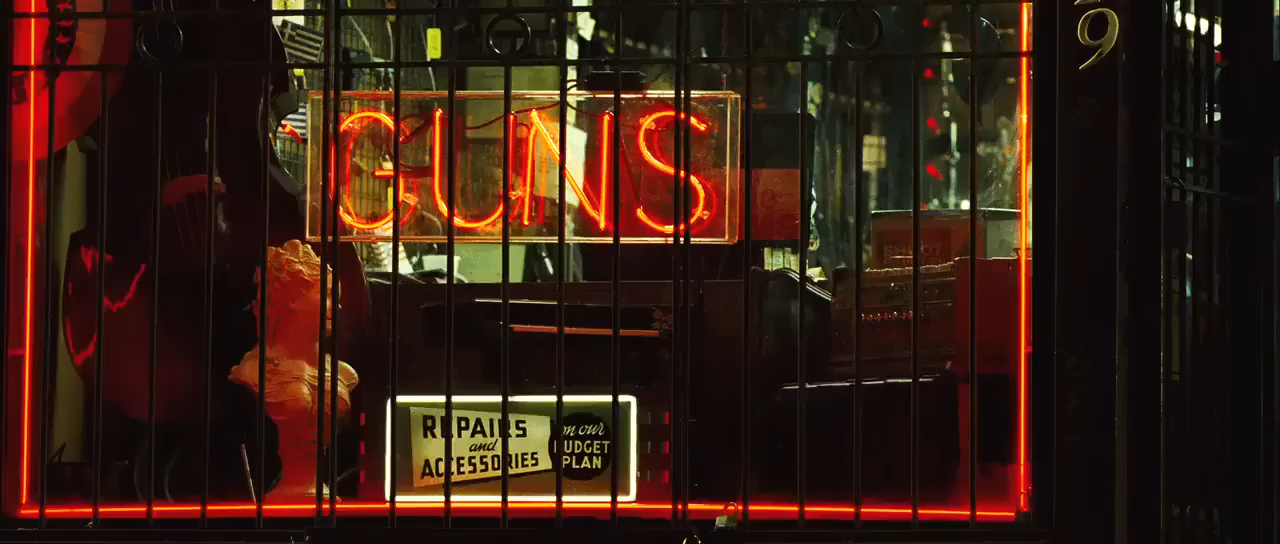 9
GUNS
REPAIRS
and
ACCESSORIES
on our
BUDGET
PLAN